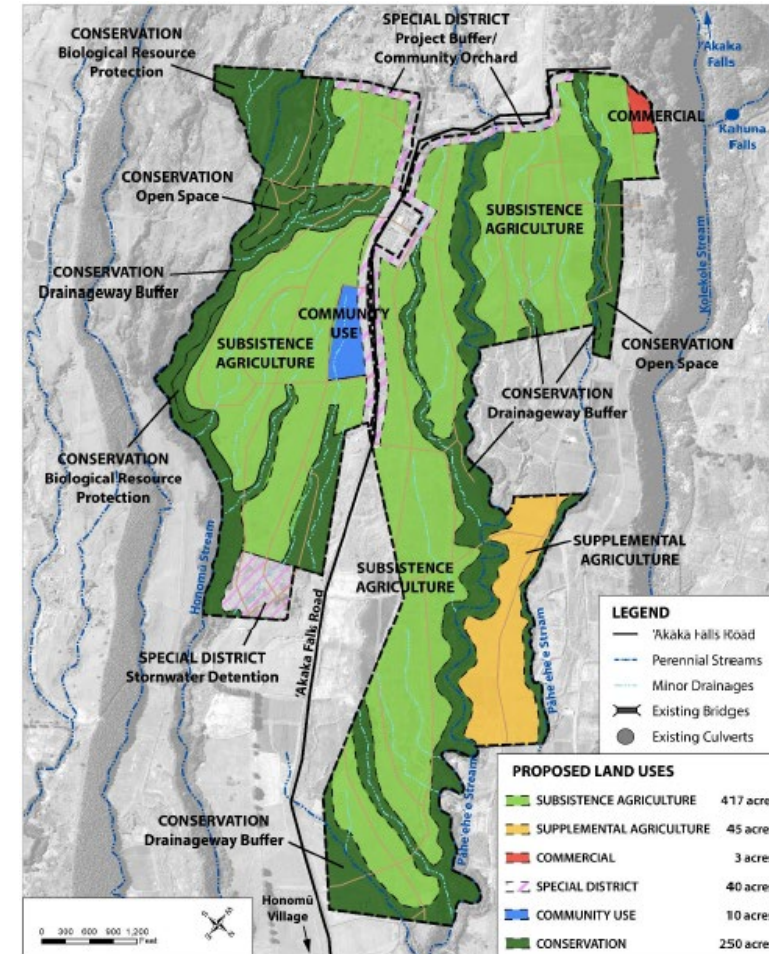 SPECIAL DISTRICT
Project Buffer/
Community Orchard
CONSERVATION
Biological Resource
Protection
'Akaka
Falls
COMMERCIAL
Kahuna
Falls
CONSERVATION
Open Space
SUBSISTENCE
AGRICULTURE
Kolekole Stream
CONSERVATION
Drainageway Buffer
COMMUNITY
USE
SUBSISTENCE
AGRICULTURE
CONSERVATION
Open Space
CONSERVATION
Drainageway Buffer
CONSERVATION
Biological Resource
Protection
Honomū Stream
SUBSISTENCE
AGRICULTURE
SUPPLEMENTAL
AGRICULTURE
'Akaka Falls Road
SPECIAL DISTRICT
Stornwater Detention
Pāhe'ehe'e Stream
Pāhe'ehe'e Stream
CONSERVATION
Drainageway Buffer
Honomū
Village
0 300 600 1,200
Feet
LEGEND
'Akaka Falls Road
Perennial Streams
Minor Drainages
Existing Bridges
Existing Culverts
PROPOSED LAND USES
SUBSISTENCE AGRICULTURE 417 acre
SUPPLEMENTAL AGRICULTURE 45 acre
COMMERCIAL 3 acre
SPECIAL DISTRICT 40 acre
COMMUNITY USE 10 acre
CONSERVATION 250 acre